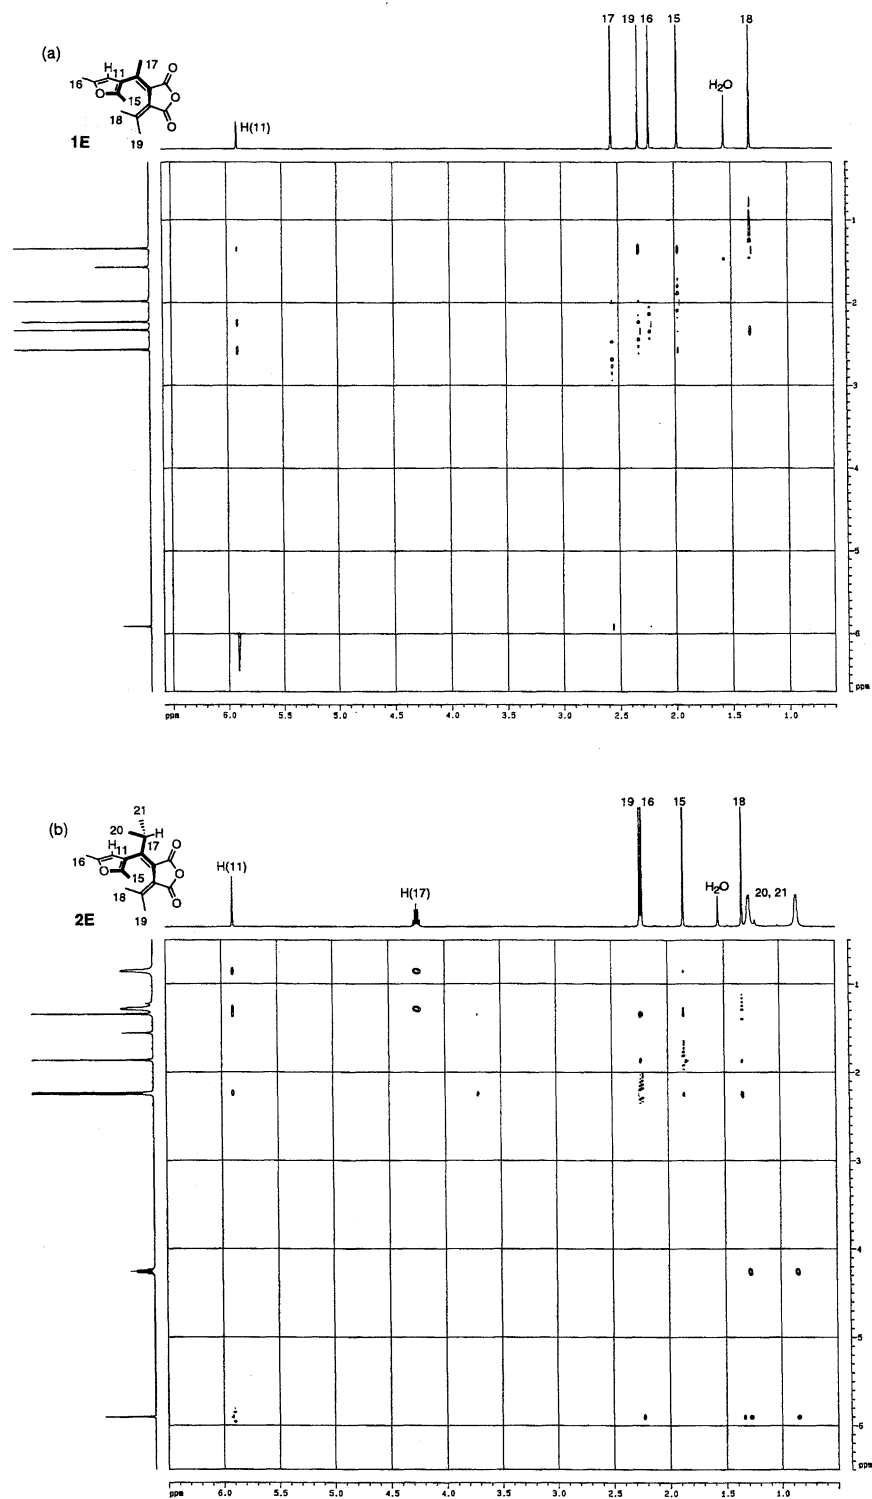 (a)
17 19 16 15 18
H
11
17
O
16
O
15
O
18
O
1E
19
H(11)
H₂O
1
2
3
4
5
6
ppm
ppm 6.0 5.5 5.0 4.5 4.0 3.5 3.0 2.5 2.0 1.5 1.0
(b)
21
20
H
17
H
11
O
16
O
15
O
18
O
2E
19
H(11)
H(17)
19 16 15 18
H₂O
20, 21
1
2
3
4
5
6
ppm
ppm 6.0 5.5 5.0 4.5 4.0 3.5 3.0 2.5 2.0 1.5 1.0